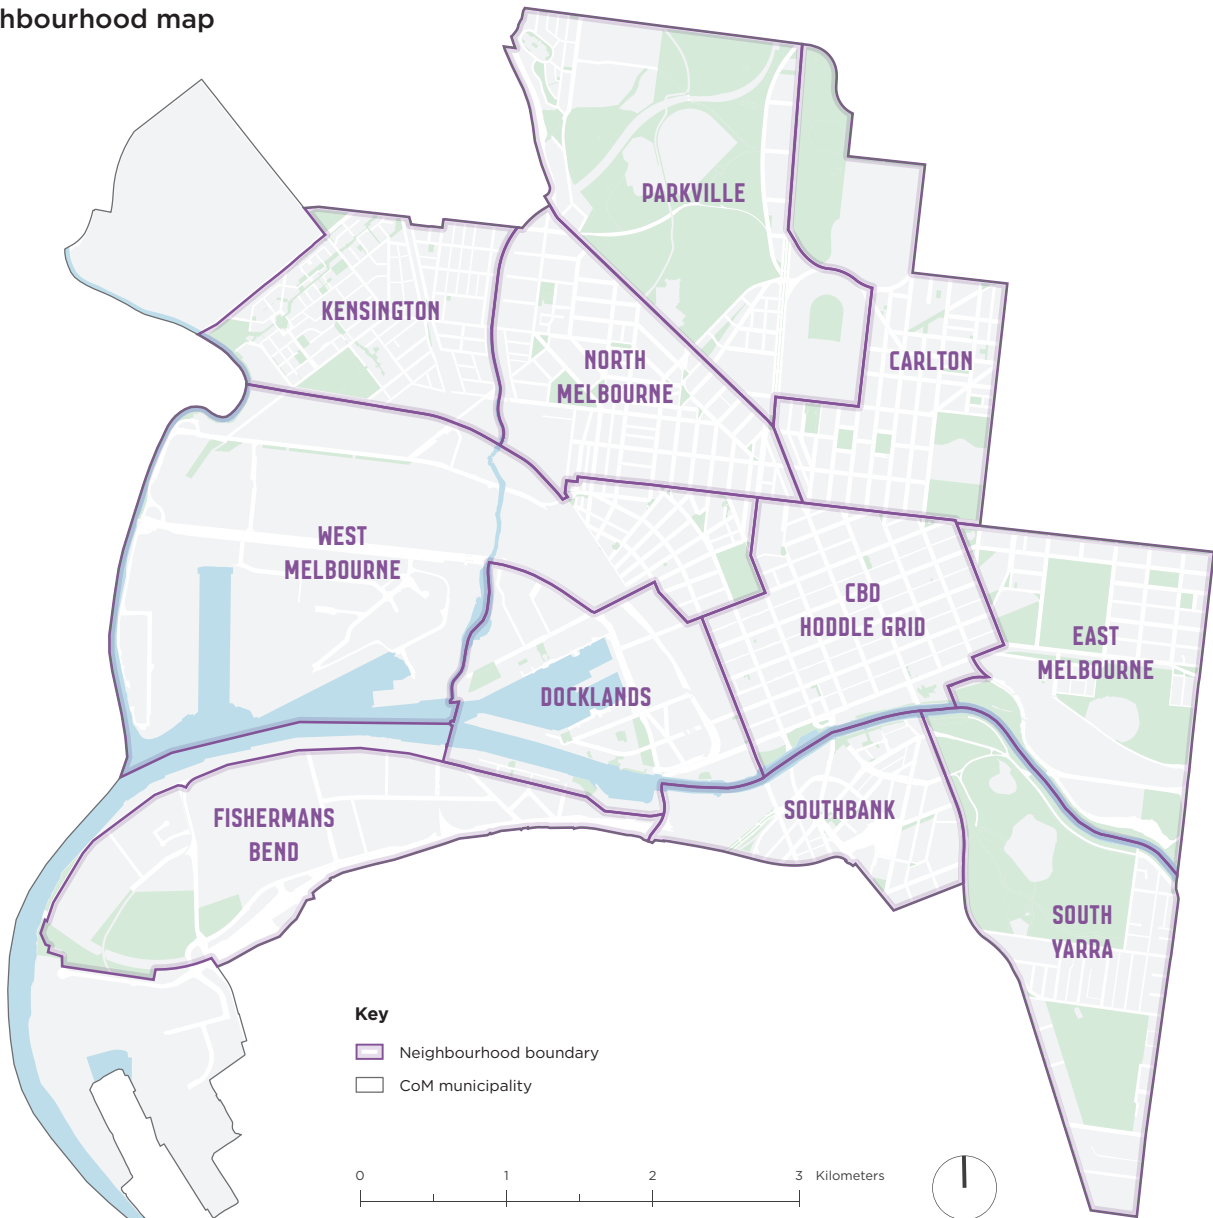 hbourhood map
PARKVILLE
KENSINGTON
NORTH
MELBOURNE
CARLTON
WEST
MELBOURNE
CBD
HODDLE GRID
EAST
MELBOURNE
DOCKLANDS
FISHERMANS
BEND
SOUTHBANK
SOUTH
YARRA
Key
Neighbourhood boundary
CoM municipality
0 1 2 3 Kilometers